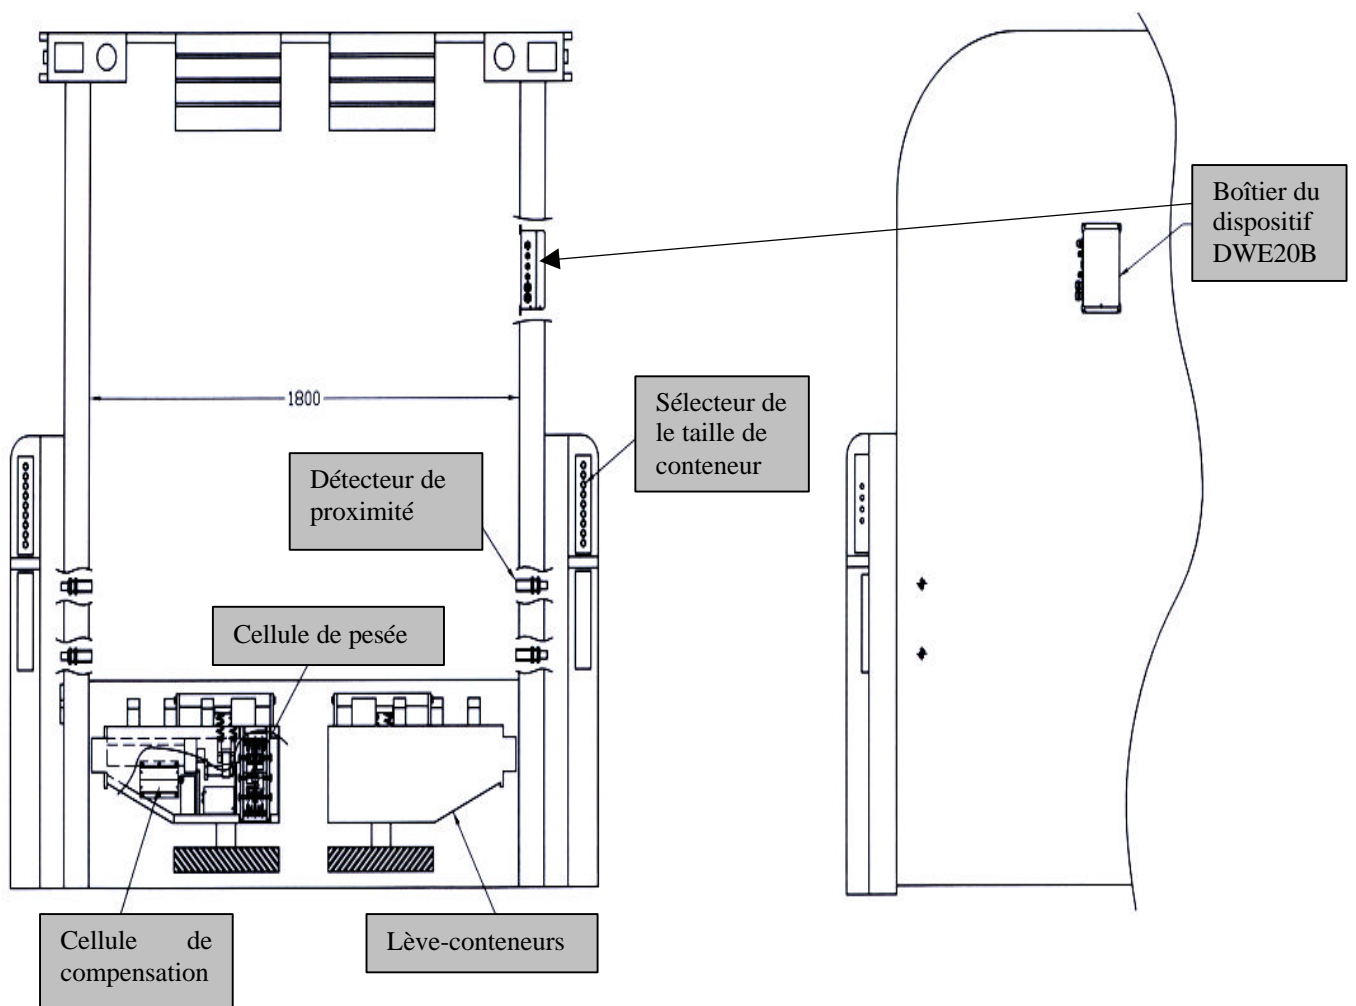 Boîtier du
dispositif
DWE20B
1800
Sélecteur de
le taille de
conteneur
Détecteur de
proximité
Cellule de pesée
Cellule de
compensation
Lève-conteneurs